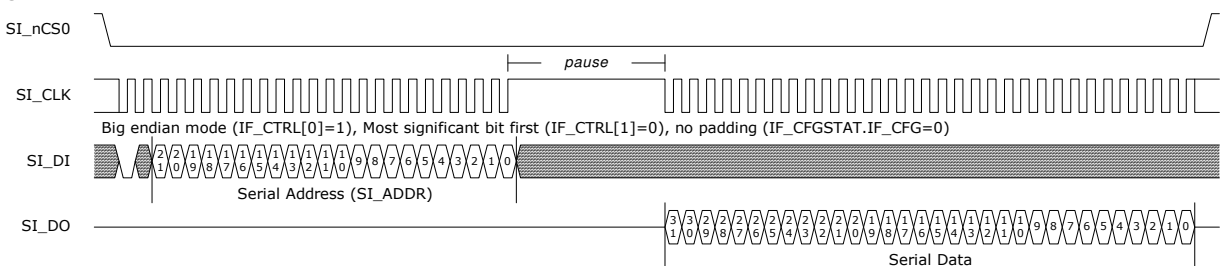 SI_nCS0
pause
SI_CLK
Big endian mode (IF_CTRL[0]=1), Most significant bit first (IF_CTRL[1]=0), no padding (IF_CFGSTAT.IF_CFG=0)
SI_DI 21 20 19 18 17 16 15 14 13 12 11 10 9 8 7 6 5 4 3 2 1 0
Serial Address (SI_ADDR)
SI_DO 31 30 29 28 27 26 25 24 23 22 21 20 19 18 17 16 15 14 13 12 11 10 9 8 7 6 5 4 3 2 1 0
Serial Data